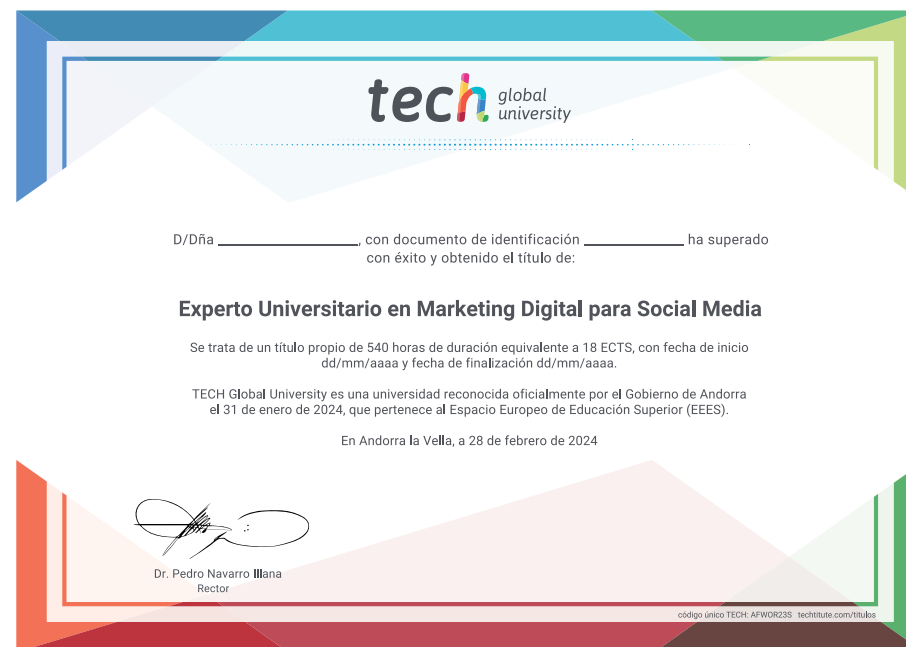 tech global university
D/Dña ____________________, con documento de identificación ______________ ha superado
con éxito y obtenido el título de:
Experto Universitario en Marketing Digital para Social Media
Se trata de un título propio de 540 horas de duración equivalente a 18 ECTS, con fecha de inicio
dd/mm/aaaa y fecha de finalización dd/mm/aaaa.
TECH Global University es una universidad reconocida oficialmente por el Gobierno de Andorra
el 31 de enero de 2024, que pertenece al Espacio Europeo de Educación Superior (EEES).
En Andorra la Vella, a 28 de febrero de 2024
Dr. Pedro Navarro Illana
Rector
código único TECH: AFWOR23S techtitute.com/titulos